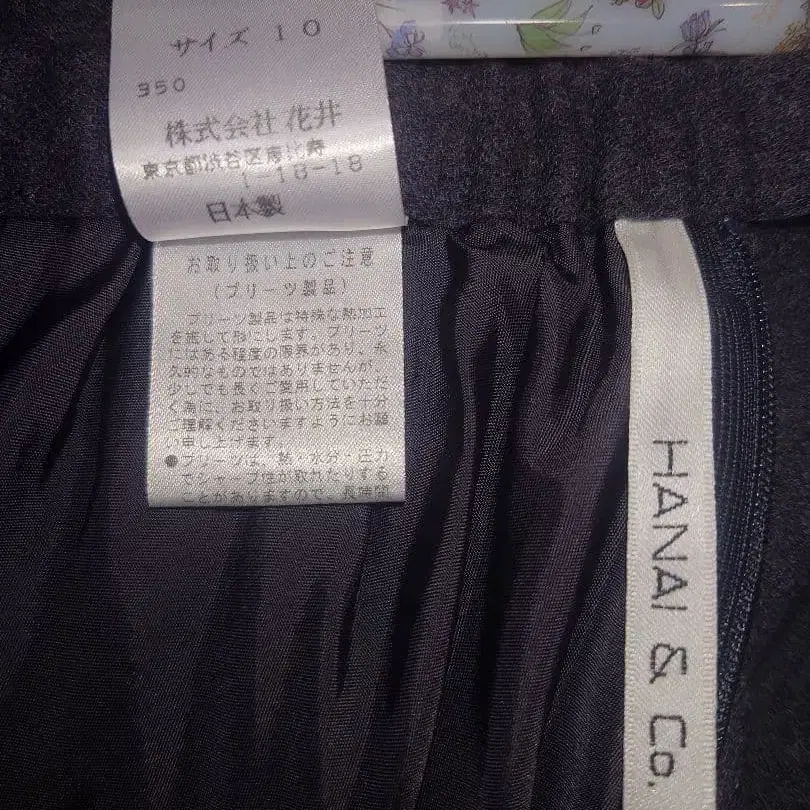 サイズ 10
350
株式会社 花井
東京都渋谷区恵比寿
1 18-18
日本製
お取り扱い上のご注意
(プリーツ製品)
プリーツ製品は特殊な熱加工
を施して形にします。プリーツ
にはある程度の限界があり、永
久的なものではありませんが、
少しでも長くご愛用していただ
く為に、お取り扱い方法を十分
ご理解くださいますようにお願
い申し上げます。
●プリーツは、熱・水分・圧力
でシャープ性が取れたりする
ことがありますので、長時間
HANAI & Co.